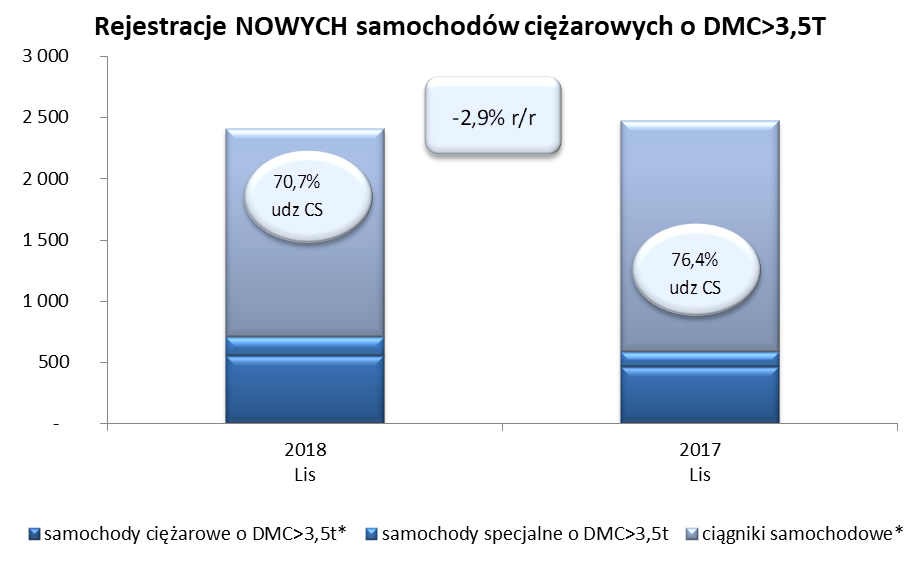 Rejestracje NOWYCH samochodów ciężarowych o DMC>3,5T
3 000
2 500
2 000
1 500
1 000
500
-
-2,9% r/r
70,7%
udz CS
76,4%
udz CS
2018
2017
Lis
Lis
samochody ciężarowe o DMC>3,5t*
samochody specjalne o DMC>3,5t
ciągniki samochodowe*